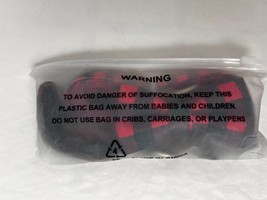 WARNING
TO AVOID DANGER OF SUFFOCATION, KEEP THIS
PLASTIC BAG AWAY FROM BABIES AND CHILDREN.
DO NOT USE BAG IN CRIBS, CARRIAGES, OR PLAYPENS
4